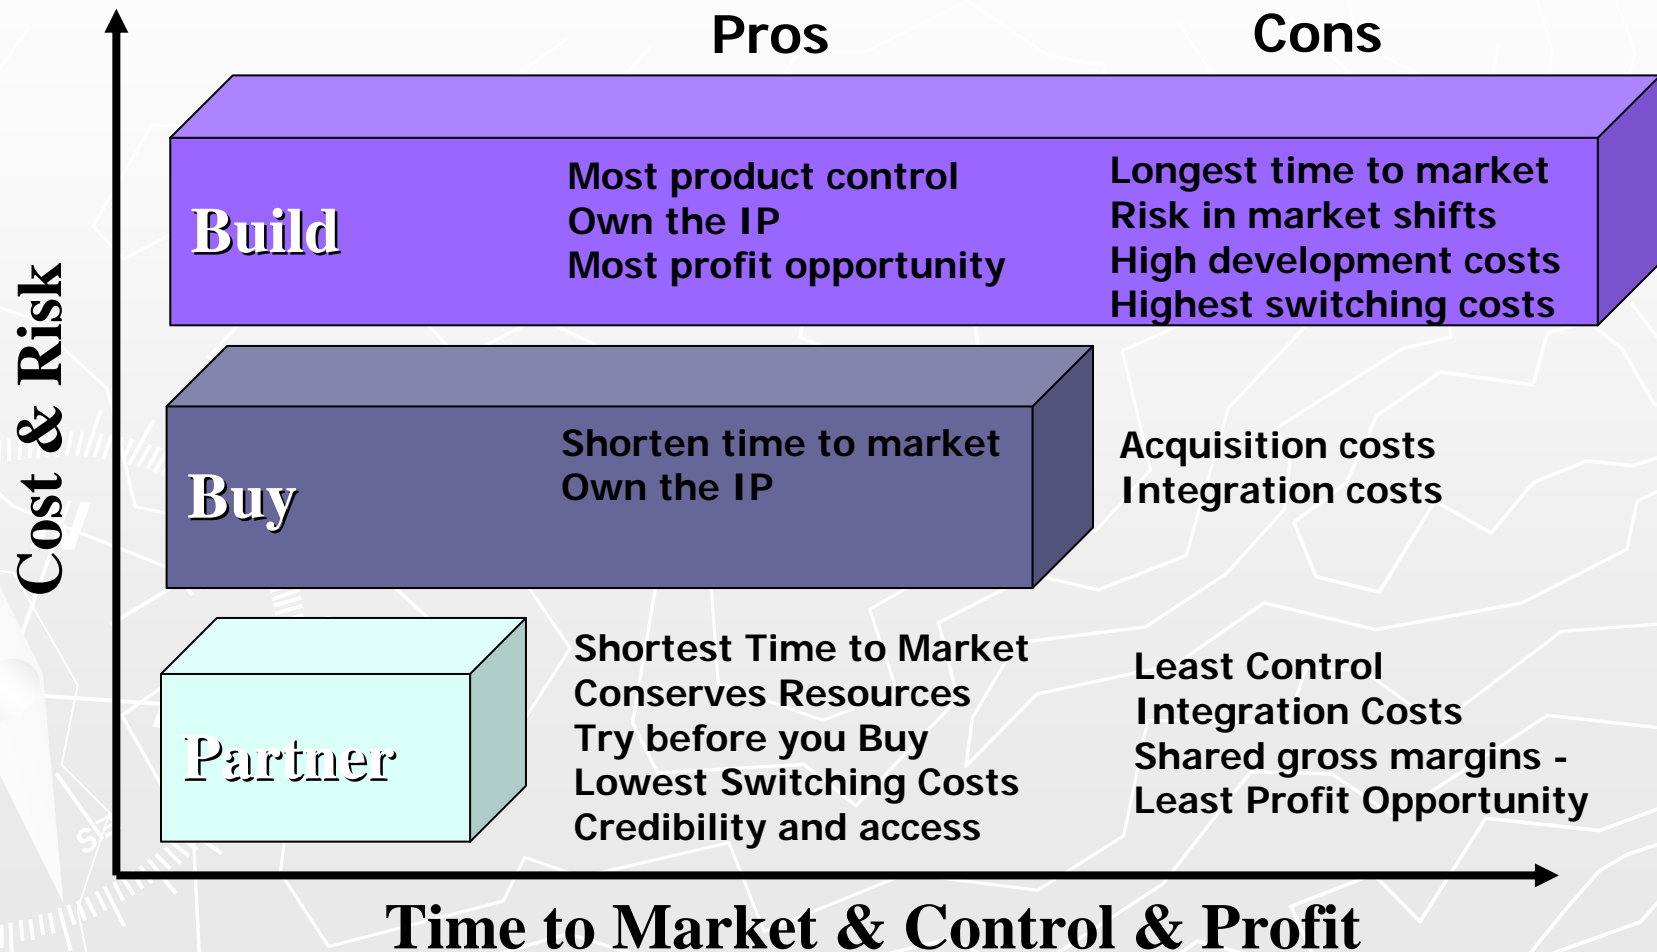 Pros
Cons
Cost & Risk
Build
Most product control
Own the IP
Most profit opportunity
Longest time to market
Risk in market shifts
High development costs
Highest switching costs
Buy
Shorten time to market
Own the IP
Acquisition costs
Integration costs
Partner
Shortest Time to Market
Conserves Resources
Try before you Buy
Lowest Switching Costs
Credibility and access
Least Control
Integration Costs
Shared gross margins -
Least Profit Opportunity
Time to Market & Control & Profit